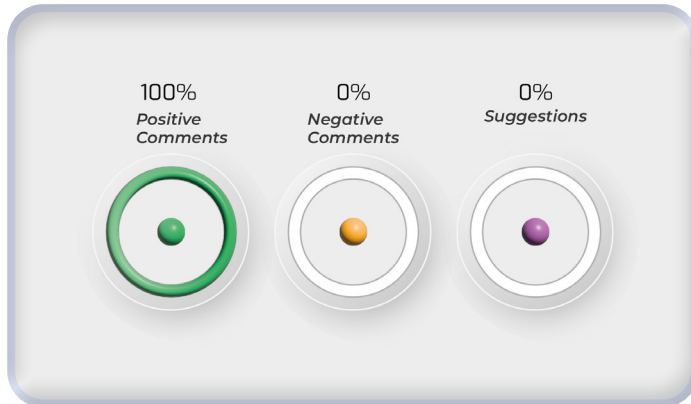 100%
Positive
Comments
0%
Negative
Comments
0%
Suggestions